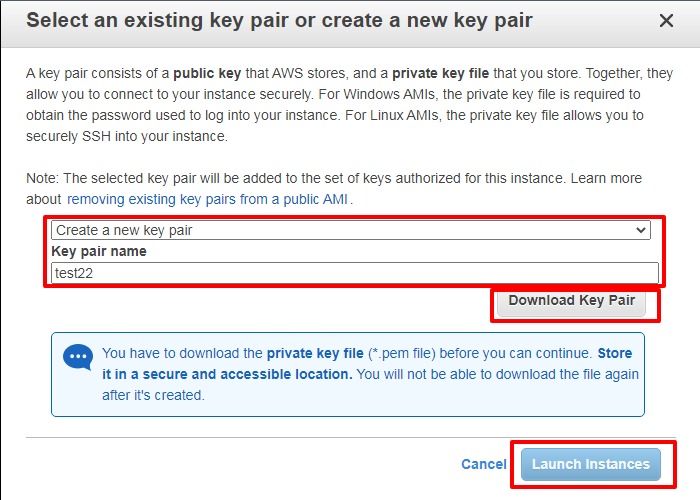 Select an existing key pair or create a new key pair
A key pair consists of a public key that AWS stores, and a private key file that you store. Together, they
allow you to connect to your instance securely. For Windows AMIs, the private key file is required to
obtain the password used to log into your instance. For Linux AMIs, the private key file allows you to
securely SSH into your instance.
Note: The selected key pair will be added to the set of keys authorized for this instance. Learn more
about removing existing key pairs from a public AMI .
Create a new key pair
Key pair name
test22
Download Key Pair
You have to download the private key file (*.pem file) before you can continue. Store
it in a secure and accessible location. You will not be able to download the file again
after it's created.
Cancel Launch Instances